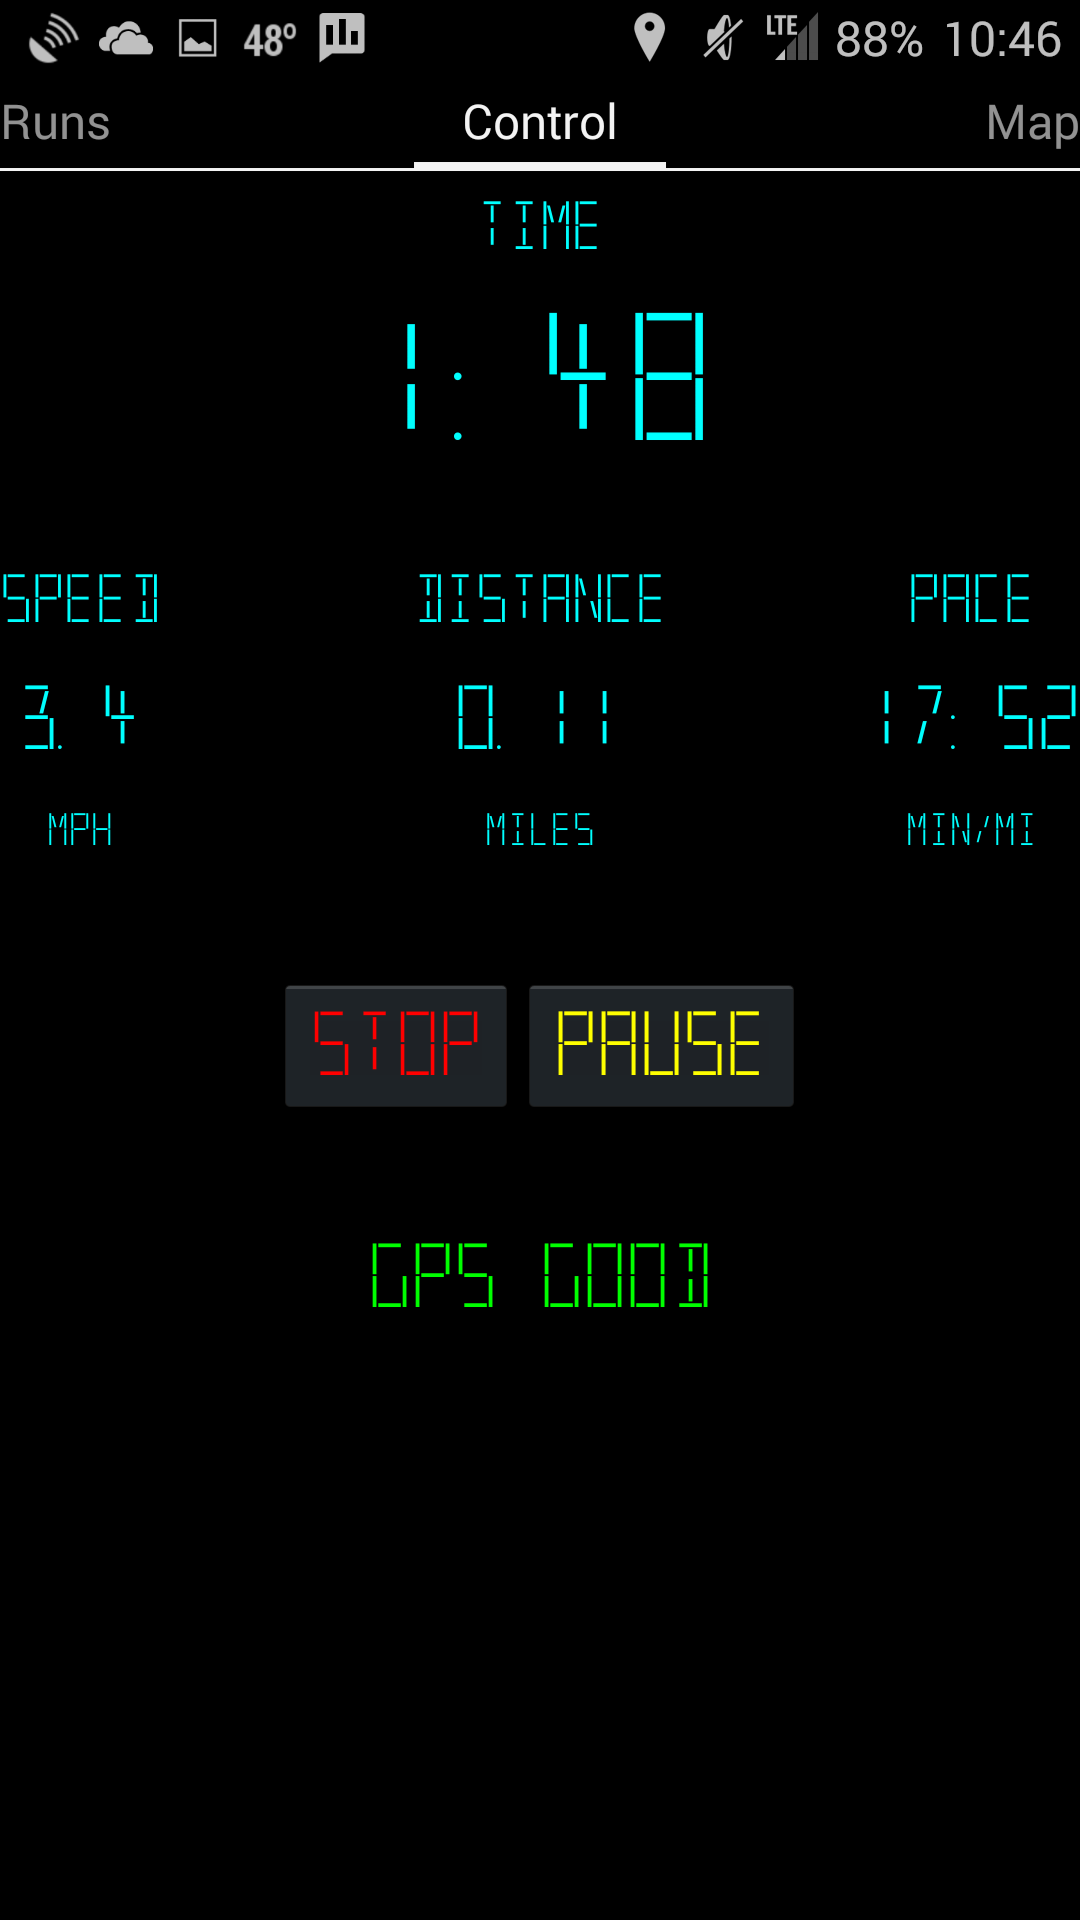 48° LTE 88% 10:46
Runs Control Map
TIME
1:48
SPEED DISTANCE PACE
3.4 0.11 17:52
MPH MILES MIN/MI
STOP PAUSE
GPS GOOD